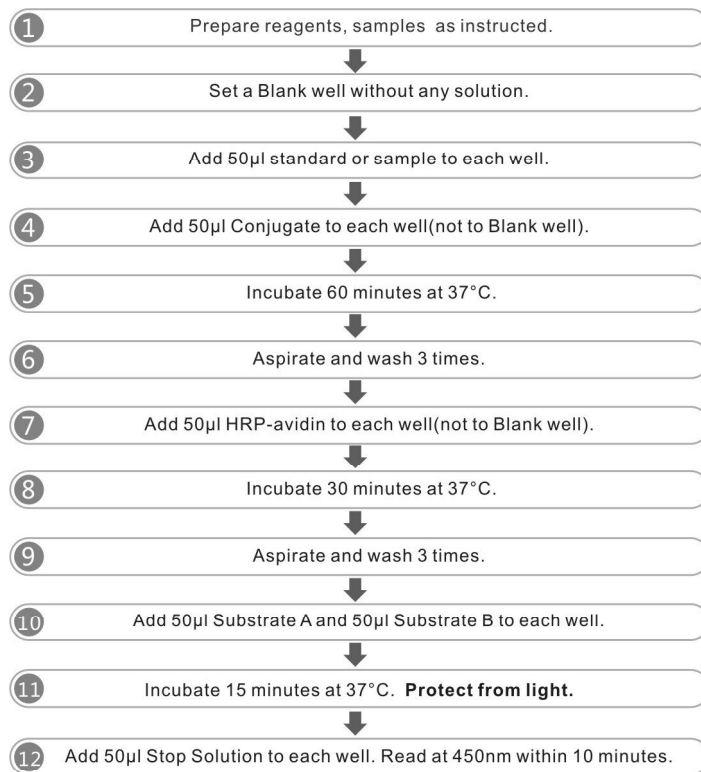 1 Prepare reagents, samples as instructed.
2 Set a Blank well without any solution.
3 Add 50μl standard or sample to each well.
4 Add 50μl Conjugate to each well(not to Blank well).
5 Incubate 60 minutes at 37°C.
6 Aspirate and wash 3 times.
7 Add 50μl HRP-avidin to each well(not to Blank well).
8 Incubate 30 minutes at 37°C.
9 Aspirate and wash 3 times.
10 Add 50μl Substrate A and 50μl Substrate B to each well.
11 Incubate 15 minutes at 37°C. Protect from light.
12 Add 50μl Stop Solution to each well. Read at 450nm within 10 minutes.